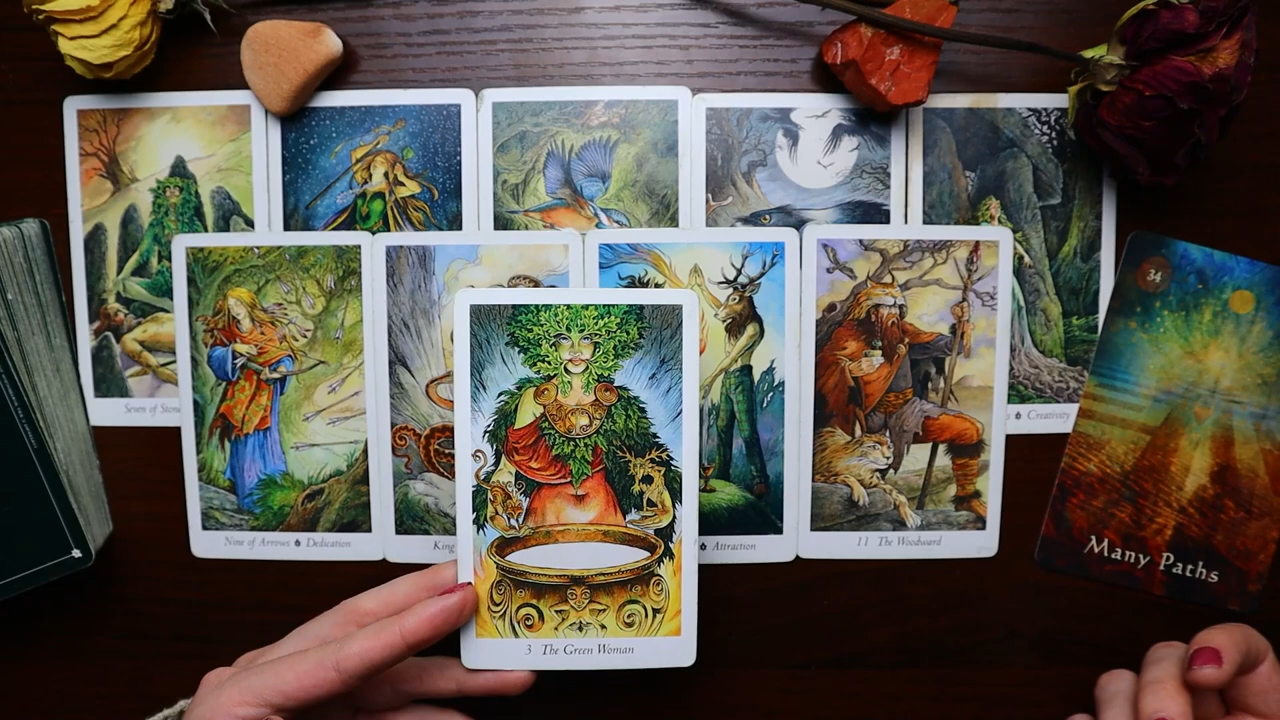 Seven of Ston
s Creativity
34
Many Paths
Nine of Arrows Dedication
King
Attraction
11 The Woodward
3 The Green Woman